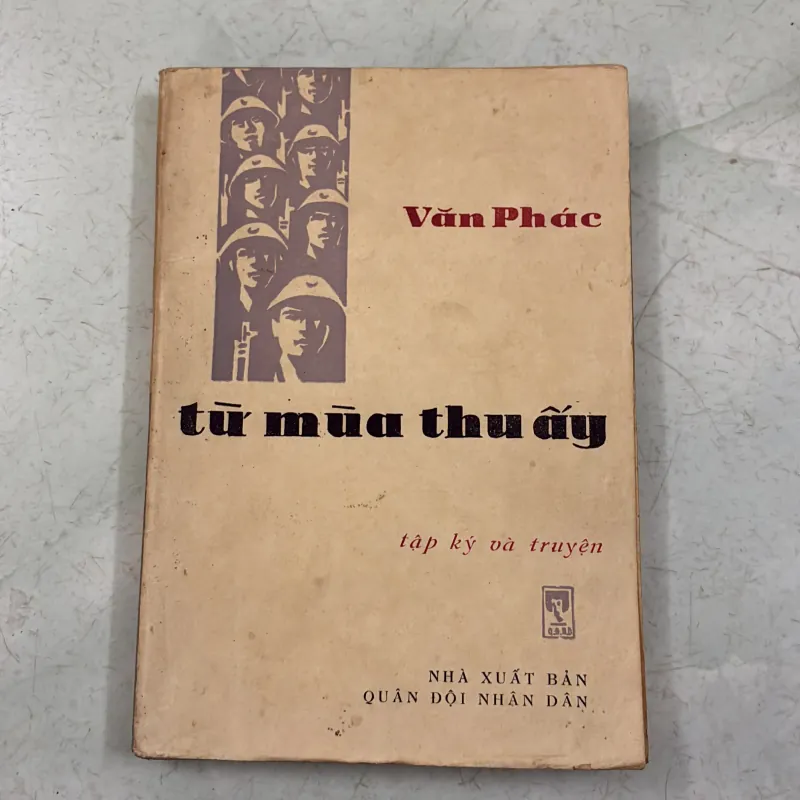 Văn Phác
từ mùa thu ấy
tập ký và truyện
NHÀ XUẤT BẢN
QUÂN ĐỘI NHÂN DÂN